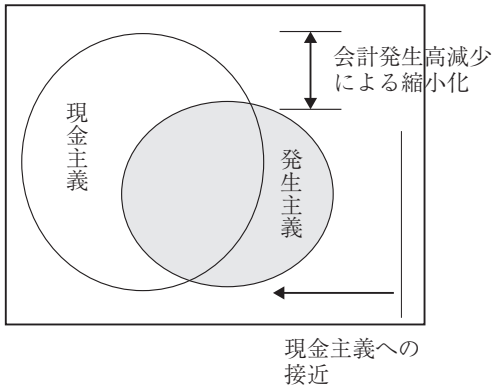 会計発生高減少
による縮小化
現金主義
発生主義
現金主義への
接近